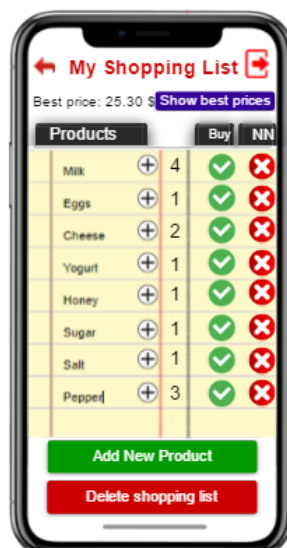 My Shopping List
Best price: 25.30 $ Show best prices
Products Buy NN
Milk 4
Eggs 1
Cheese 2
Yogurt 1
Honey 1
Sugar 1
Salt 1
Pepper 3
Add New Product
Delete shopping list